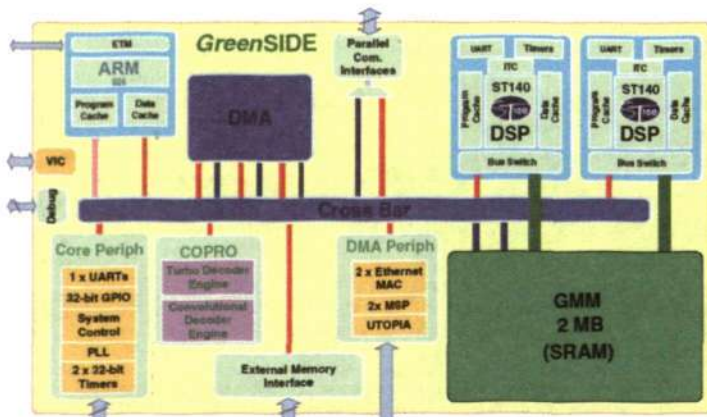 GreenSIDE
ETM
ARM
926
Program
Cache
Data
Cache
DMA
Parallel
Com.
Interfaces
UART
Timers
ITC
Program Cache
ST140
DSP
Data Cache
Bus Switch
UART
Timers
ITC
Program Cache
ST140
DSP
Data Cache
Bus Switch
VIC
Debug
Cross Bar
Core Periph
1 x UARTs
32-bit GPIO
System
Control
PLL
2 x 32-bit
Timers
COPRO
Turbo Decoder
Engine
Convolutional
Decoder
Engine
External Memory
Interface
DMA Periph
2 x Ethernet
MAC
2x MSP
UTOPIA
GMM
2 MB
(SRAM)